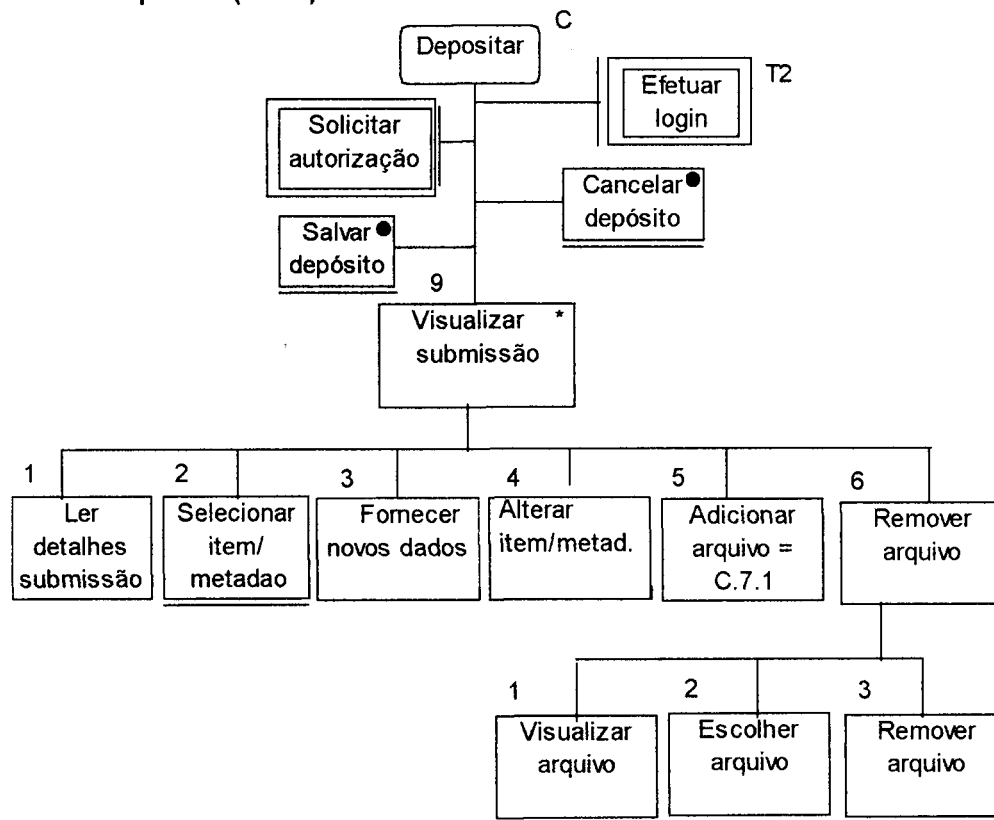 C
Depositar
T2
Efetuar
login
Solicitar
autorização
Cancelar
depósito
Salvar
depósito
9
Visualizar *
submissão
1
Ler
detalhes
submissão
2
Selecionar
item/
metadao
3
Fornecer
novos dados
4
Alterar
item/metad.
5
Adicionar
arquivo =
C.7.1
6
Remover
arquivo
1
Visualizar
arquivo
2
Escolher
arquivo
3
Remover
arquivo